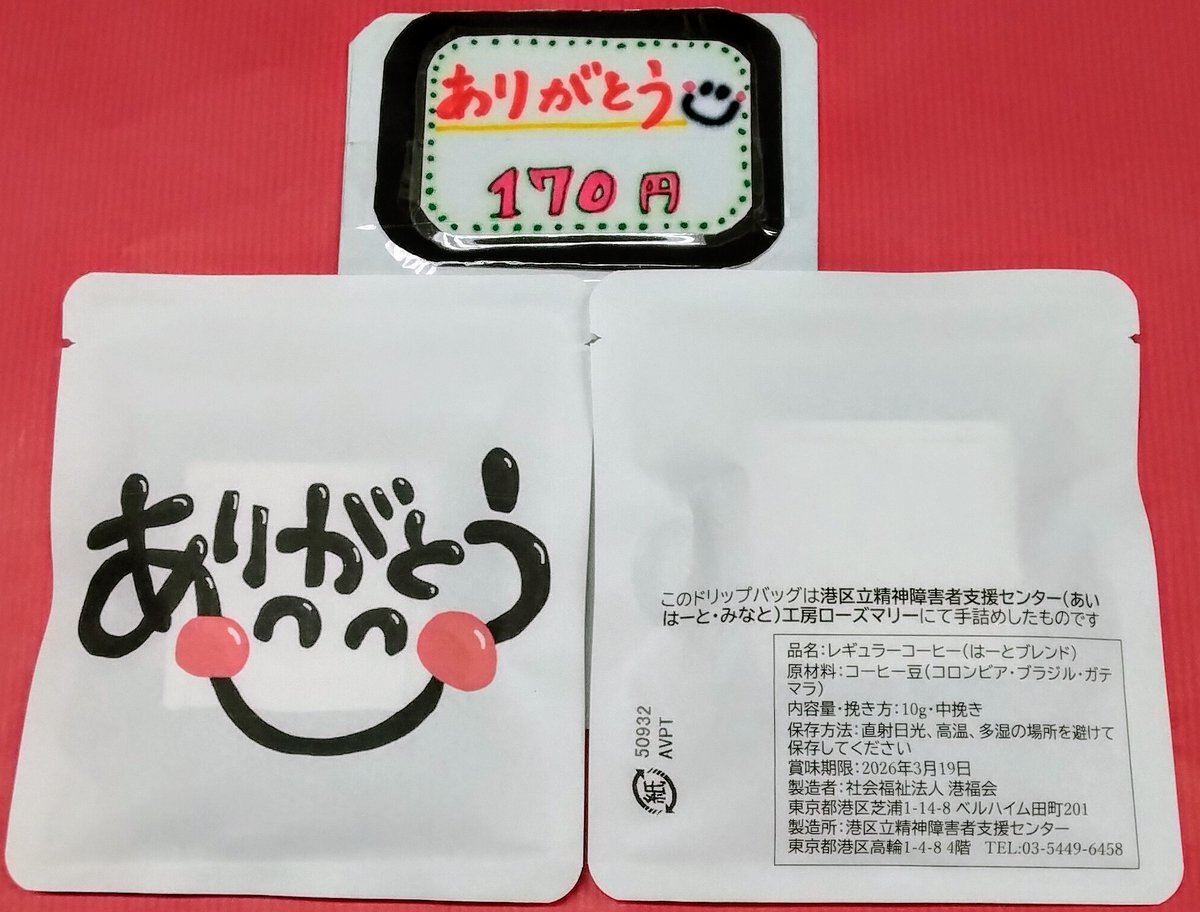 ありがとう
170円
ありがとう
このドリップバッグは港区立精神障害者支援センター(あい
はーと・みなと)工房ローズマリーにて手詰めしたものです
品名:レギュラーコーヒー(はーとブレンド)
原材料:コーヒー豆(コロンビア・ブラジル・ガテ
マラ)
内容量・挽き方:10g・中挽き
保存方法:直射日光、高温、多湿の場所を避けて
保存してください
賞味期限:2026年3月19日
製造者:社会福祉法人 港福会
東京都港区芝浦1-14-8 ベルハイム田町201
製造所:港区立精神障害者支援センター
東京都港区高輪1-4-8 4階 TEL:03-5449-6458
50932
AVPT
紙